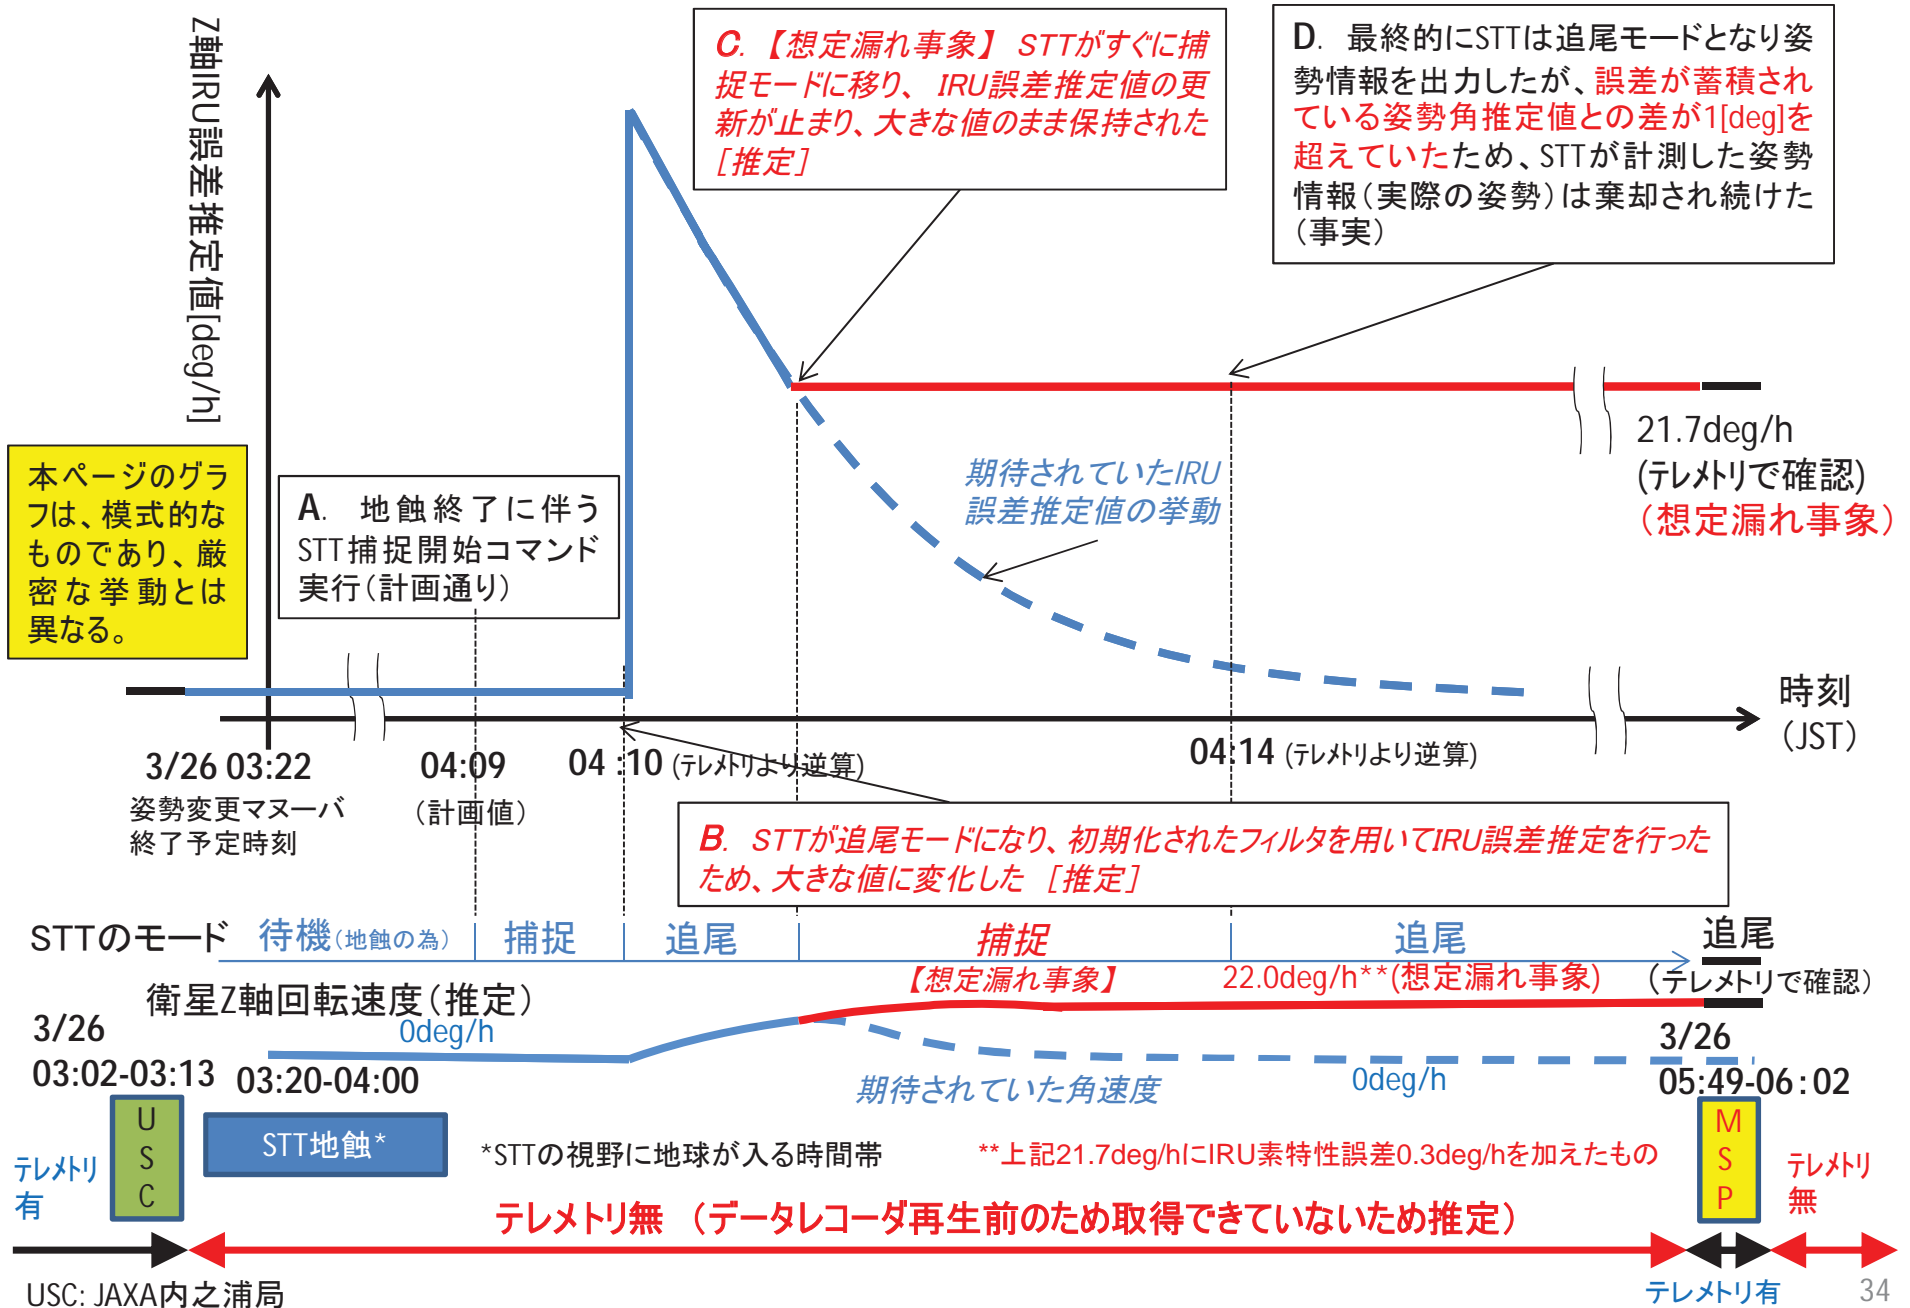 Z軸IRU誤差推定値[deg/h]
C. 【想定漏れ事象】 STTがすぐに捕
捉モードに移り、 IRU誤差推定値の更
新が止まり、大きな値のまま保持された
[推定]
D. 最終的にSTTは追尾モードとなり姿
勢情報を出力したが、誤差が蓄積され
ている姿勢角推定値との差が1[deg]を
超えていたため、STTが計測した姿勢
情報(実際の姿勢)は棄却され続けた
(事実)
本ページのグラ
フは、模式的な
ものであり、厳
密な挙動とは
異なる。
A. 地蝕終了に伴う
STT捕捉開始コマンド
実行(計画通り)
期待されていたIRU
誤差推定値の挙動
21.7deg/h
(テレメトリで確認)
(想定漏れ事象)
時刻
(JST)
3/26 03:22
姿勢変更マヌーバ
終了予定時刻
04:09
(計画値)
04:10 (テレメトリより逆算)
04:14 (テレメトリより逆算)
B. STTが追尾モードになり、初期化されたフィルタを用いてIRU誤差推定を行った
ため、大きな値に変化した [推定]
STTのモード 待機(地蝕の為) 捕捉 追尾 捕捉 追尾 追尾
【想定漏れ事象】 22.0deg/h**(想定漏れ事象) (テレメトリで確認)
衛星Z軸回転速度(推定)
0deg/h
3/26
03:02-03:13
03:20-04:00
期待されていた角速度
0deg/h
3/26
05:49-06:02
USC
STT地蝕*
*STTの視野に地球が入る時間帯
**上記21.7deg/hにIRU素特性誤差0.3deg/hを加えたもの
MSP
テレメトリ
有
テレメトリ
無
テレメトリ無 (データレコーダ再生前のため取得できていないため推定)
USC: JAXA内之浦局
テレメトリ有
34